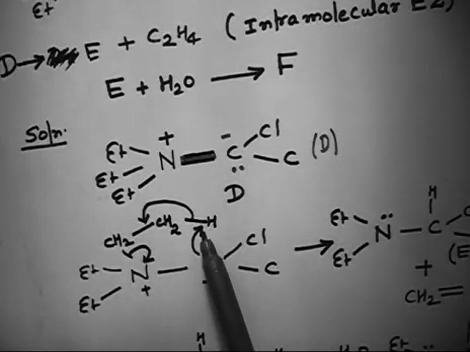 Et
D → E + C2H4 (Intramolecular E2)
E + H2O → F
Soln.
Et + - Cl
Et N C C (D)
Et
D
CH2 CH2 H H
Et Cl Et
Et N C Et N C
+ (E
+
CH2
H H